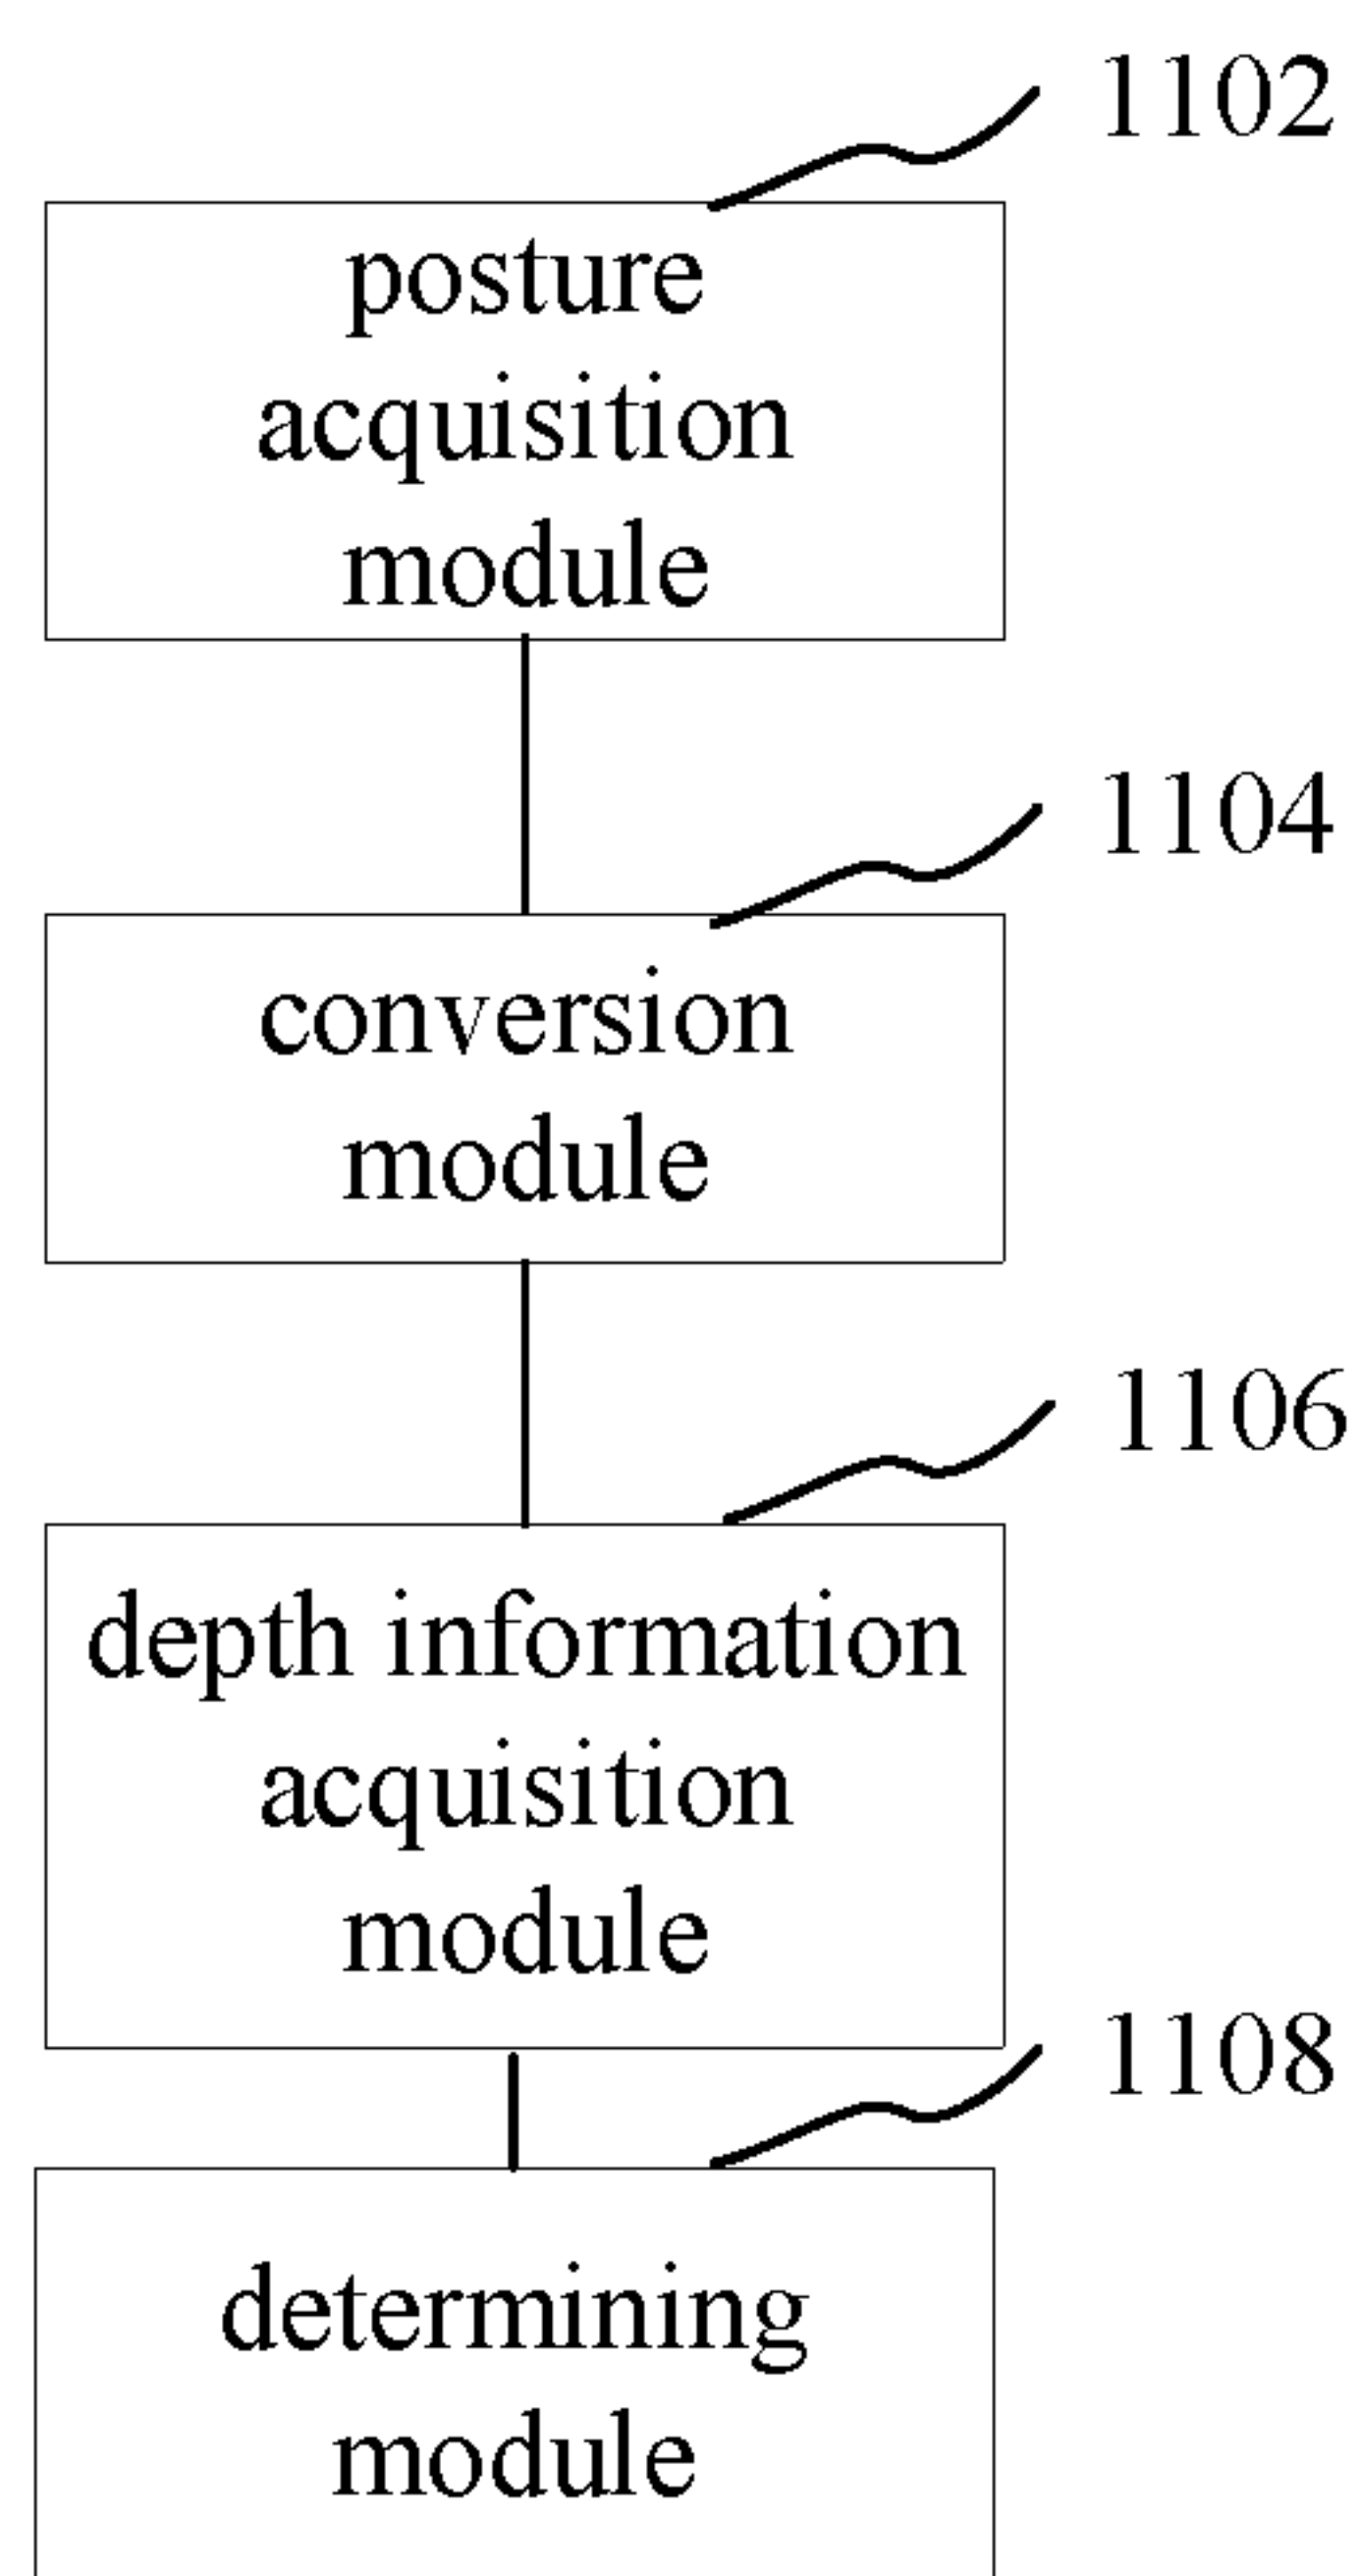 1102
posture
acquisition
module
1104
conversion
module
1106
depth information
acquisition
module
1108
determining
module